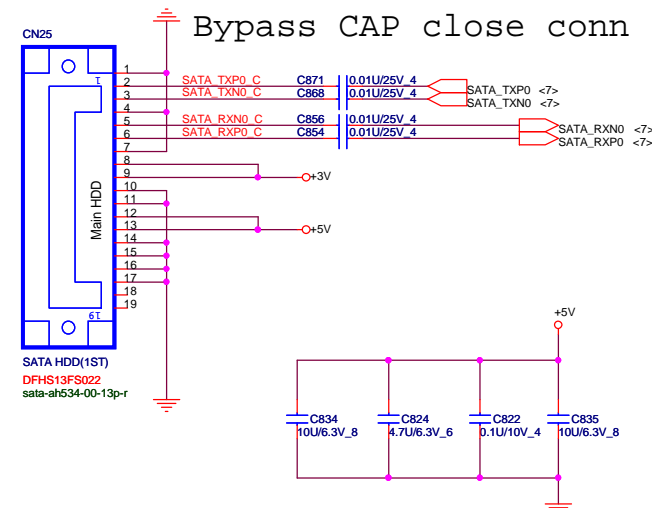 Bypass CAP close conn
CN25
1
1
2 SATA_TXP0_C C871 0.01U/25V_4 SATA_TXP0 <7>
3 SATA_TXN0_C C868 0.01U/25V_4 SATA_TXN0 <7>
4
5 SATA_RXN0_C C856 0.01U/25V_4 SATA_RXN0 <7>
6 SATA_RXP0_C C854 0.01U/25V_4 SATA_RXP0 <7>
7
8
9 +3V
10
11
12
13 +5V
14
15
16
17
18
19
Main HDD
19
SATA HDD(1ST)
DFHS13FS022
sata-ah534-00-13p-r
+5V
C834 C824 C822 C835
10U/6.3V_8 4.7U/6.3V_6 0.1U/10V_4 10U/6.3V_8